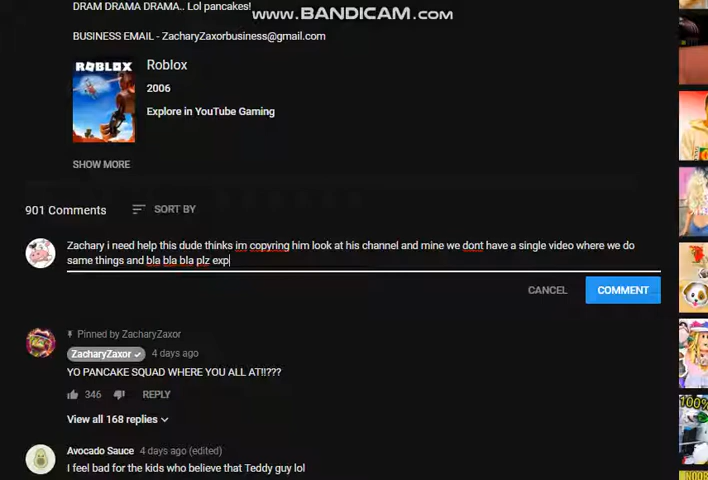 DRAM DRAMA DRAMA.. Lol pancakes!
www.BANDICAM.com
BUSINESS EMAIL - ZacharyZaxorbusiness@gmail.com
ROBLOX
Roblox
2006
Explore in YouTube Gaming
SHOW MORE
901 Comments
SORT BY
Zachary i need help this dude thinks im copyring him look at his channel and mine we dont have a single video where we do
same things and bla bla bla plz exp
CANCEL
COMMENT
Pinned by ZacharyZaxor
ZacharyZaxor
4 days ago
YO PANCAKE SQUAD WHERE YOU ALL AT!!???
346
REPLY
View all 168 replies
Avocado Sauce
4 days ago (edited)
I feel bad for the kids who believe that Teddy guy lol
100%